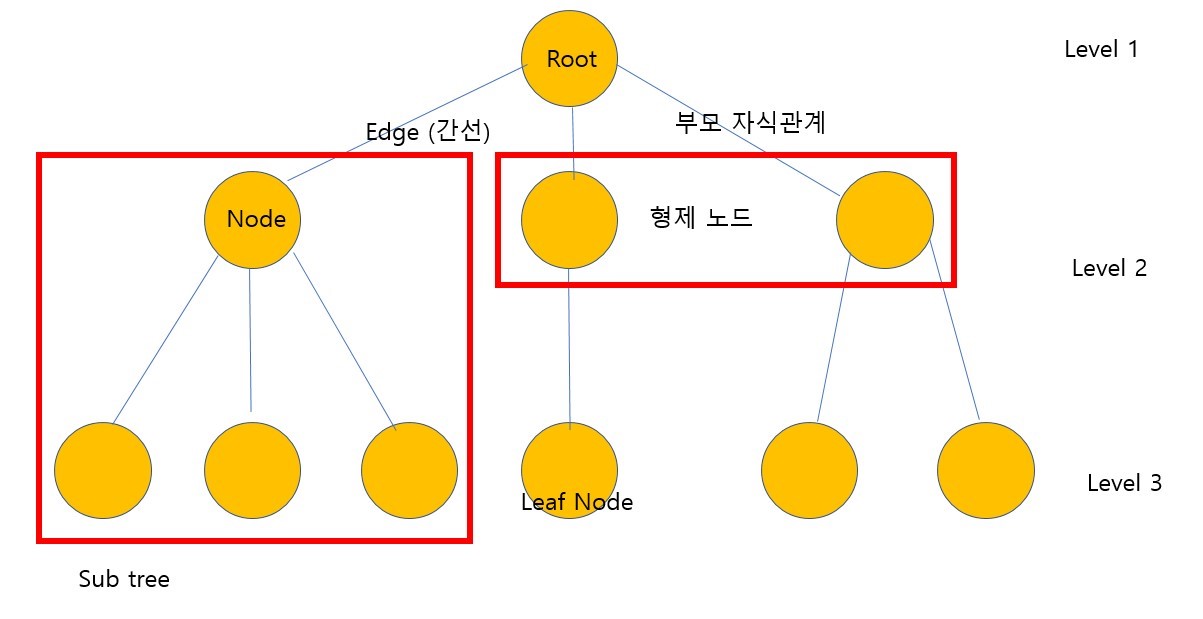 Root
Level 1
Edge (간선)
부모 자식관계
Node
형제 노드
Level 2
Level 3
Leaf Node
Sub tree